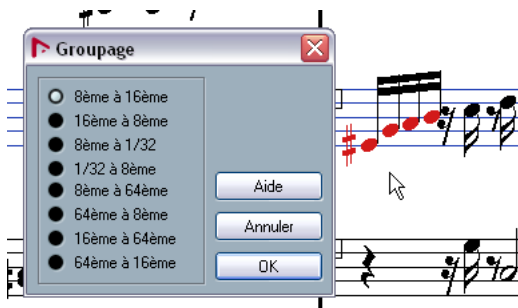 Groupage
8ème à 16ème
16ème à 8ème
8ème à 1/32
1/32 à 8ème
8ème à 64ème
64ème à 8ème
16ème à 64ème
64ème à 16ème
Aide
Annuler
OK